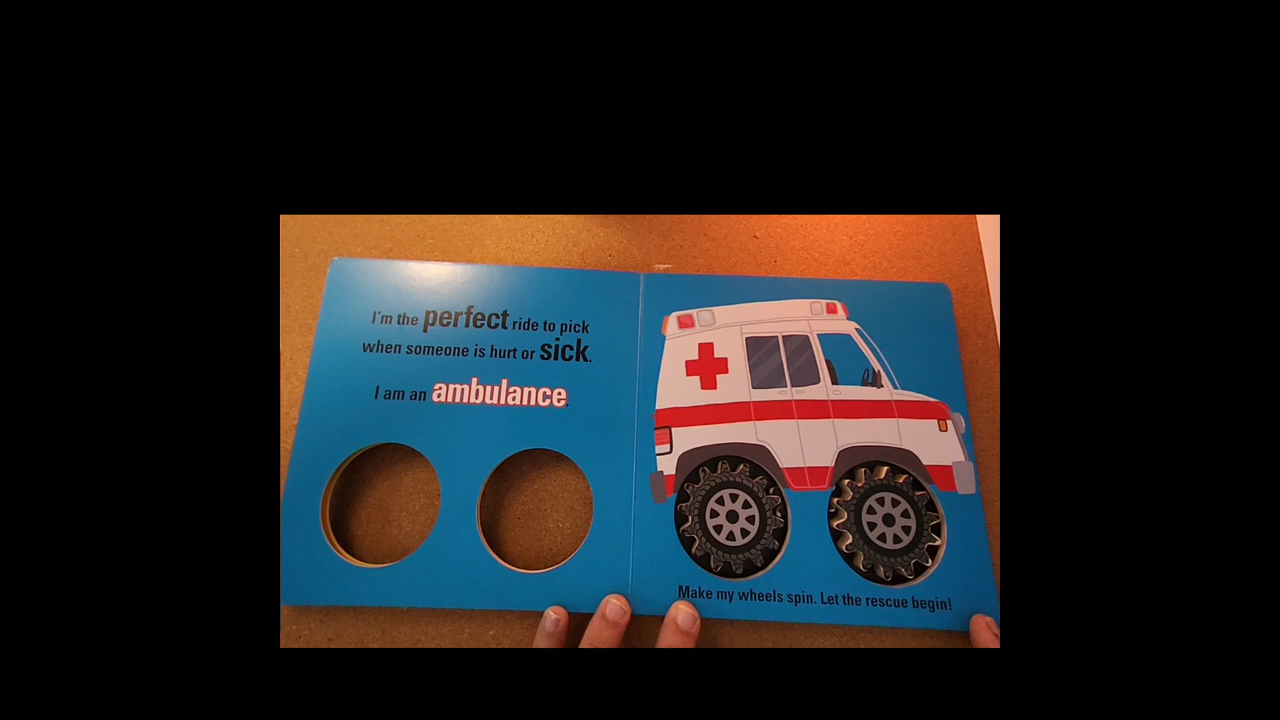 I'm the perfect ride to pick
when someone is hurt or sick.
I am an ambulance.
Make my wheels spin. Let the rescue begin!